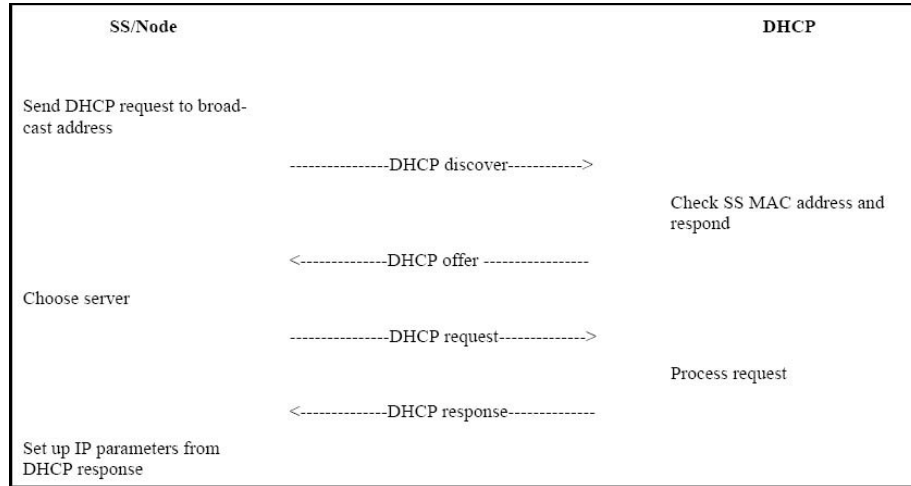 SS/Node DHCP
Send DHCP request to broad-
cast address
----------------DHCP discover------------>
Check SS MAC address and
respond
<--------------DHCP offer -----------------
Choose server
----------------DHCP request-------------->
Process request
<--------------DHCP response--------------
Set up IP parameters from
DHCP response